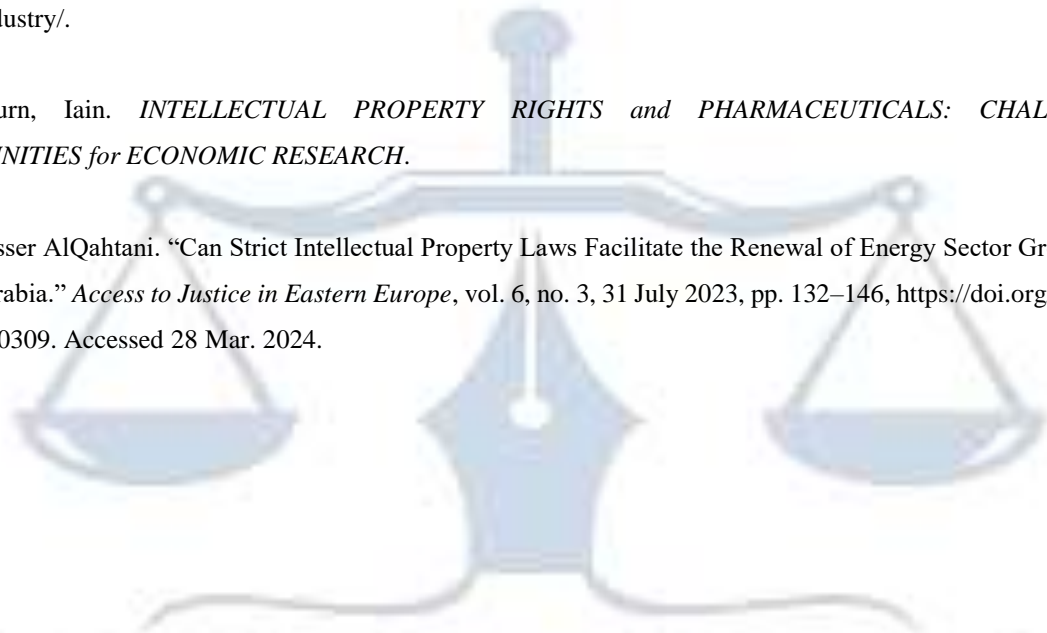 dustry/.
urn, Iain. INTELLECTUAL PROPERTY RIGHTS and PHARMACEUTICALS: CHAL
NITIES for ECONOMIC RESEARCH.
sser AlQahtani. “Can Strict Intellectual Property Laws Facilitate the Renewal of Energy Sector Gr
rabia.” Access to Justice in Eastern Europe, vol. 6, no. 3, 31 July 2023, pp. 132–146, https://doi.org
0309. Accessed 28 Mar. 2024.